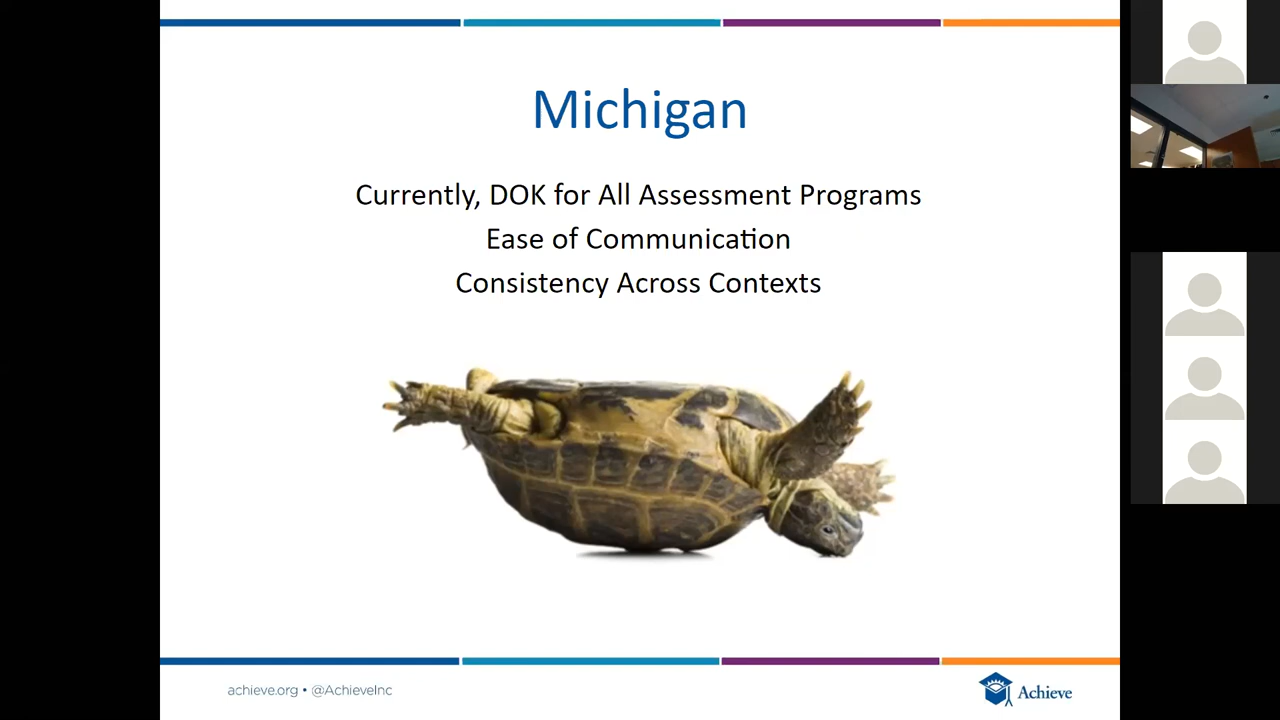 Michigan
Currently, DOK for All Assessment Programs
Ease of Communication
Consistency Across Contexts
achieve.org • @AchieveInc
Achieve